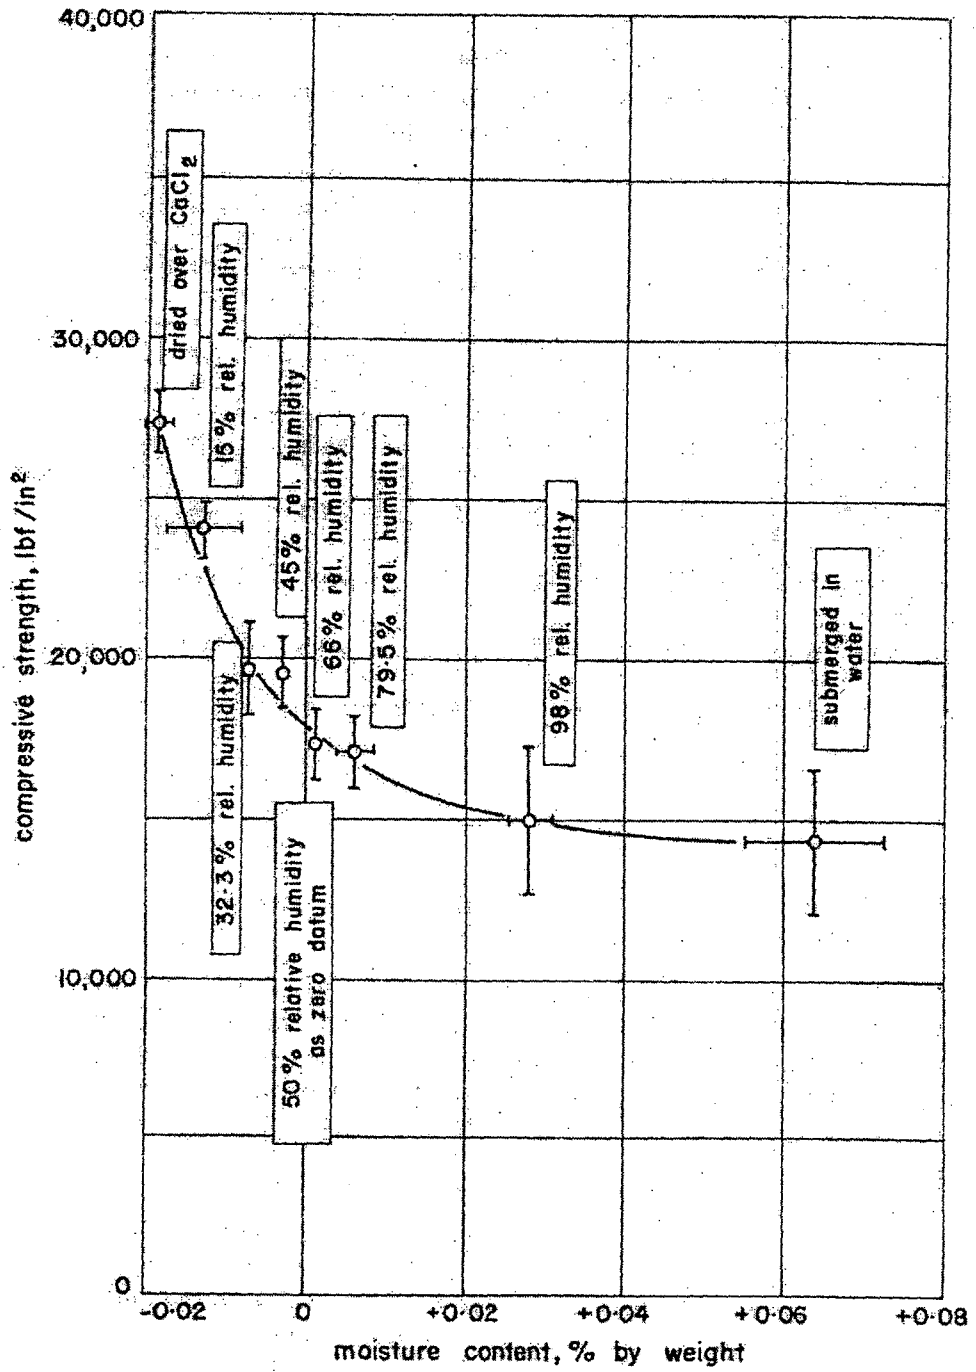 40,000
30,000
20,000
10,000
0
compressive strength, lbf/in²
dried over CaCl₂
15% rel. humidity
32·3% rel. humidity
45% rel. humidity
50% relative humidity
as zero datum
66% rel. humidity
79·5% rel. humidity
98% rel. humidity
submerged in
water
-0·02
0
+0·02
+0·04
+0·06
+0·08
moisture content, % by weight